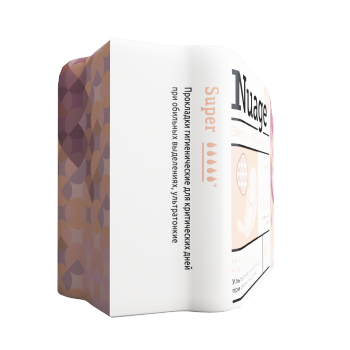 Super
Прокладки гигиенические для критических дней
при обильных выделениях, ультратонкие
Nuage